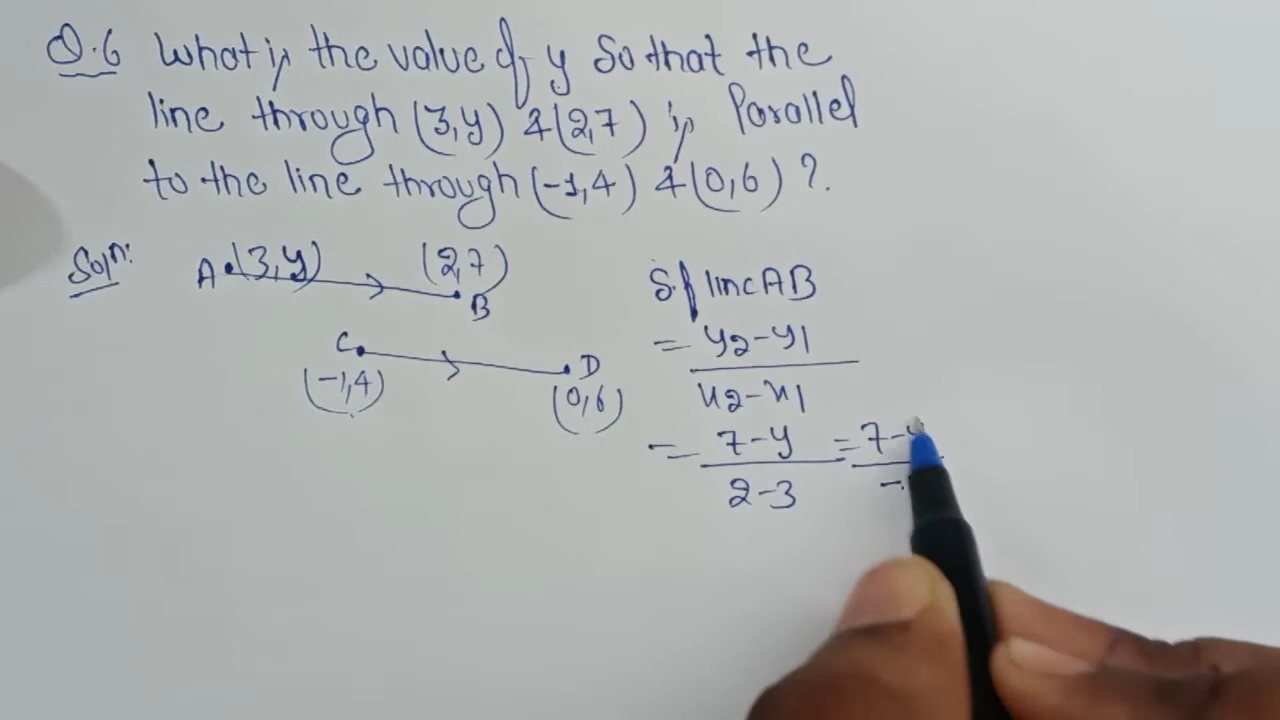 Q.6 What is the value of y so that the
line through (3,y) & (2,7) is Parallel
to the line through (-1,4) & (0,6) ?.
Soln:
A (3,y) (2,7)
B
C D
(-1,4) (0,6)
S.of line AB
= y2-y1
x2-x1
= 7-y = 7-y
2-3 -